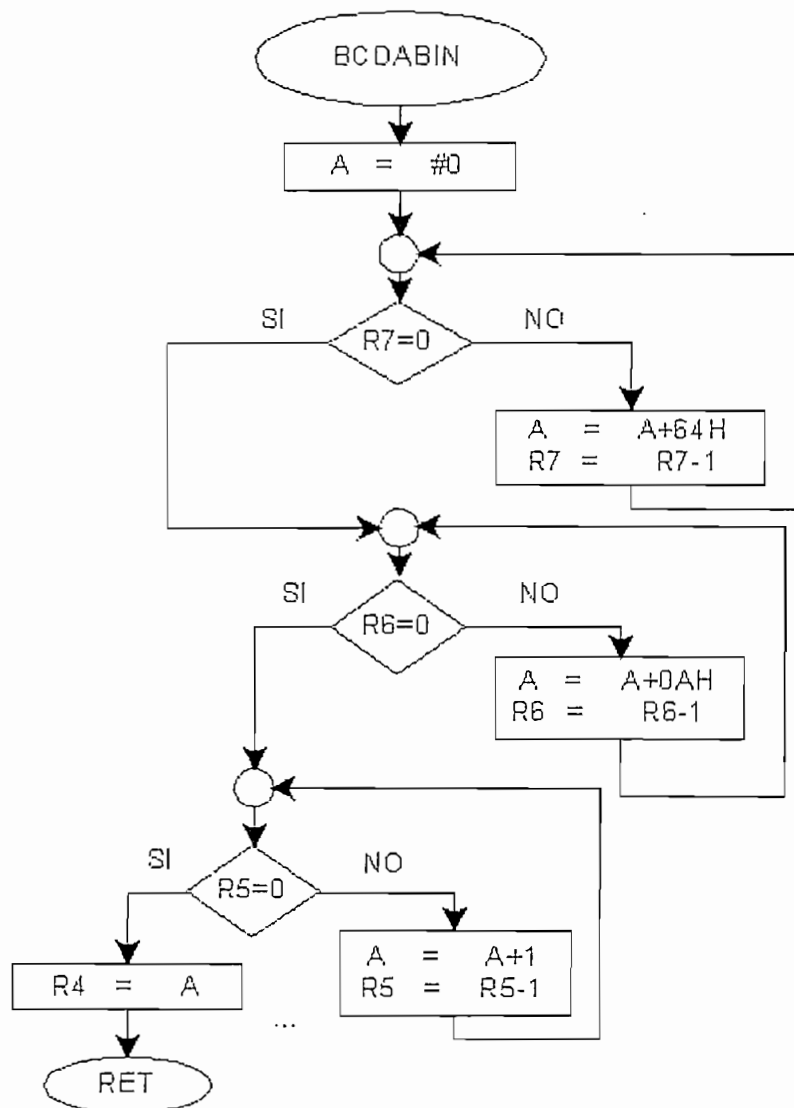 BCDABIN
A = #0
SI
NO
R7=0
A = A+64H
R7 = R7-1
SI
NO
R6=0
A = A+0AH
R6 = R6-1
SI
NO
R5=0
A = A+1
R5 = R5-1
R4 = A
...
RET